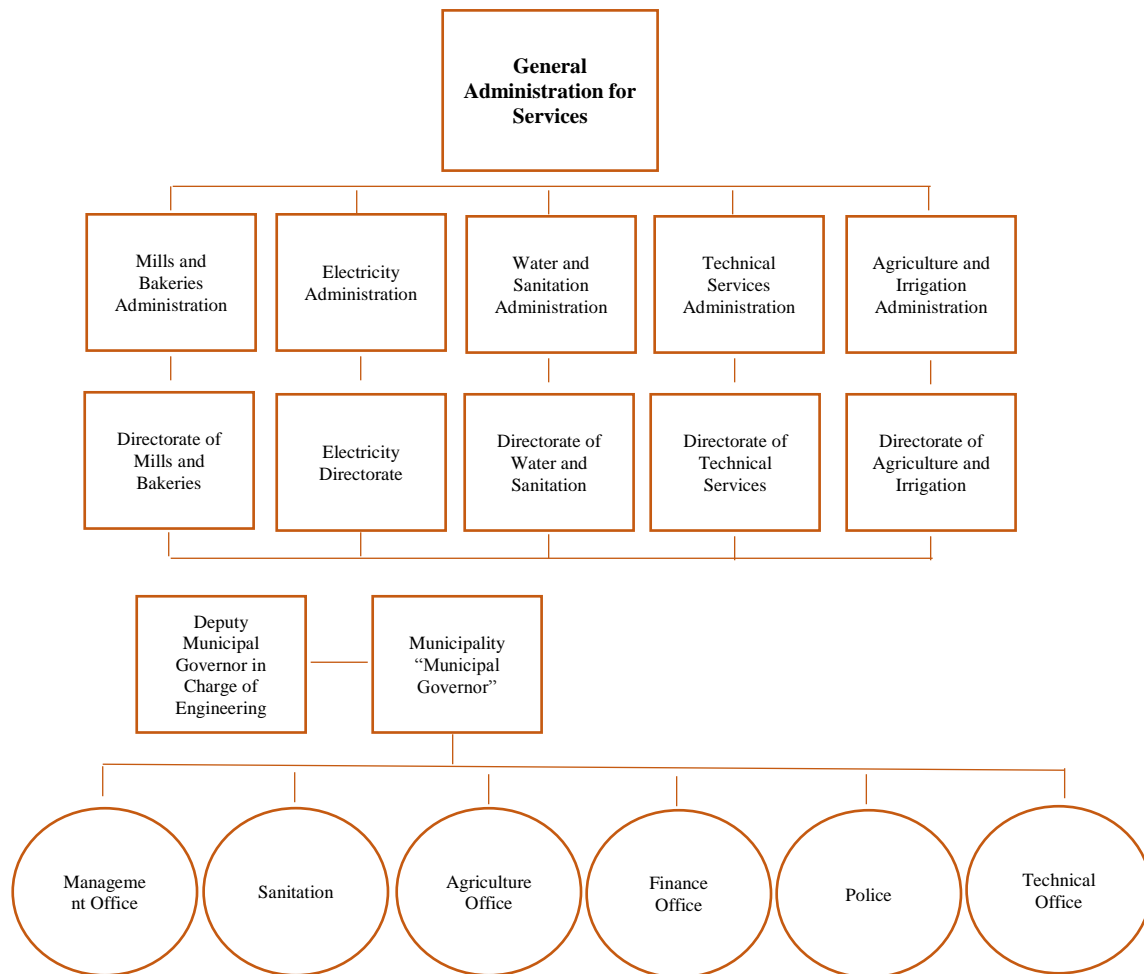 General
Administration for
Services
Mills and
Bakeries
Administration
Electricity
Administration
Water and
Sanitation
Administration
Technical
Services
Administration
Agriculture and
Irrigation
Administration
Directorate of
Mills and
Bakeries
Electricity
Directorate
Directorate of
Water and
Sanitation
Directorate of
Technical
Services
Directorate of
Agriculture and
Irrigation
Deputy
Municipal
Governor in
Charge of
Engineering
Municipality
“Municipal
Governor”
Manageme
nt Office
Sanitation
Agriculture
Office
Finance
Office
Police
Technical
Office